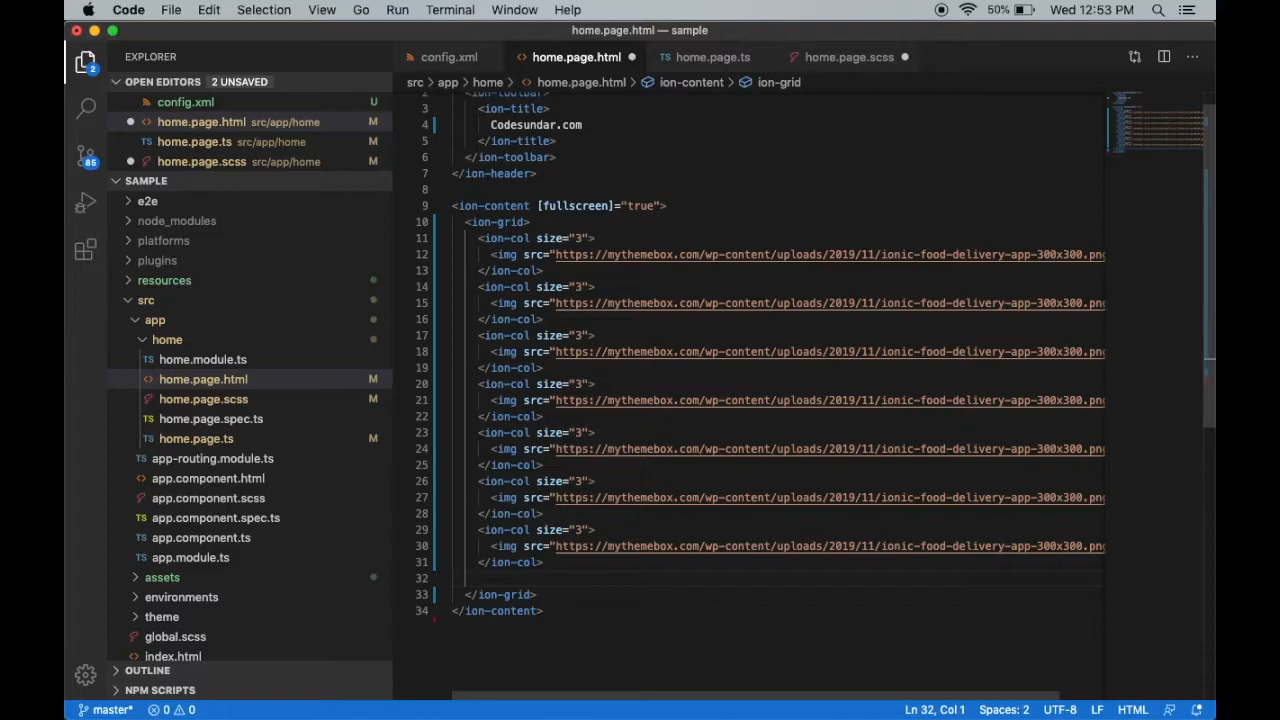 Code File Edit Selection View Go Run Terminal Window Help 50% Wed 12:53 PM
home.page.html — sample
EXPLORER
OPEN EDITORS 2 UNSAVED
config.xml U
home.page.html src/app/home M
home.page.ts src/app/home M
home.page.scss src/app/home M
SAMPLE
e2e
node_modules
platforms
plugins
resources
src
app
home
TS home.module.ts
home.page.html M
home.page.scss M
TS home.page.spec.ts
TS home.page.ts M
TS app-routing.module.ts
app.component.html
app.component.scss
TS app.component.spec.ts
TS app.component.ts
TS app.module.ts
assets
environments
theme
global.scss
index.html
OUTLINE
NPM SCRIPTS
2
85
config.xml home.page.html TS home.page.ts home.page.scss
src > app > home > home.page.html > ion-content > ion-grid
2 <ion-toolbar>
3 <ion-title>
4 Codesundar.com
5 </ion-title>
6 </ion-toolbar>
7 </ion-header>
8
9 <ion-content [fullscreen]="true">
10 <ion-grid>
11 <ion-col size="3">
12 <img src="https://mythemebox.com/wp-content/uploads/2019/11/ionic-food-delivery-app-300x300.png
13 </ion-col>
14 <ion-col size="3">
15 <img src="https://mythemebox.com/wp-content/uploads/2019/11/ionic-food-delivery-app-300x300.png
16 </ion-col>
17 <ion-col size="3">
18 <img src="https://mythemebox.com/wp-content/uploads/2019/11/ionic-food-delivery-app-300x300.png
19 </ion-col>
20 <ion-col size="3">
21 <img src="https://mythemebox.com/wp-content/uploads/2019/11/ionic-food-delivery-app-300x300.png
22 </ion-col>
23 <ion-col size="3">
24 <img src="https://mythemebox.com/wp-content/uploads/2019/11/ionic-food-delivery-app-300x300.png
25 </ion-col>
26 <ion-col size="3">
27 <img src="https://mythemebox.com/wp-content/uploads/2019/11/ionic-food-delivery-app-300x300.png
28 </ion-col>
29 <ion-col size="3">
30 <img src="https://mythemebox.com/wp-content/uploads/2019/11/ionic-food-delivery-app-300x300.png
31 </ion-col>
32
33 </ion-grid>
34 </ion-content>
master* 0 0 Ln 32, Col 1 Spaces: 2 UTF-8 LF HTML